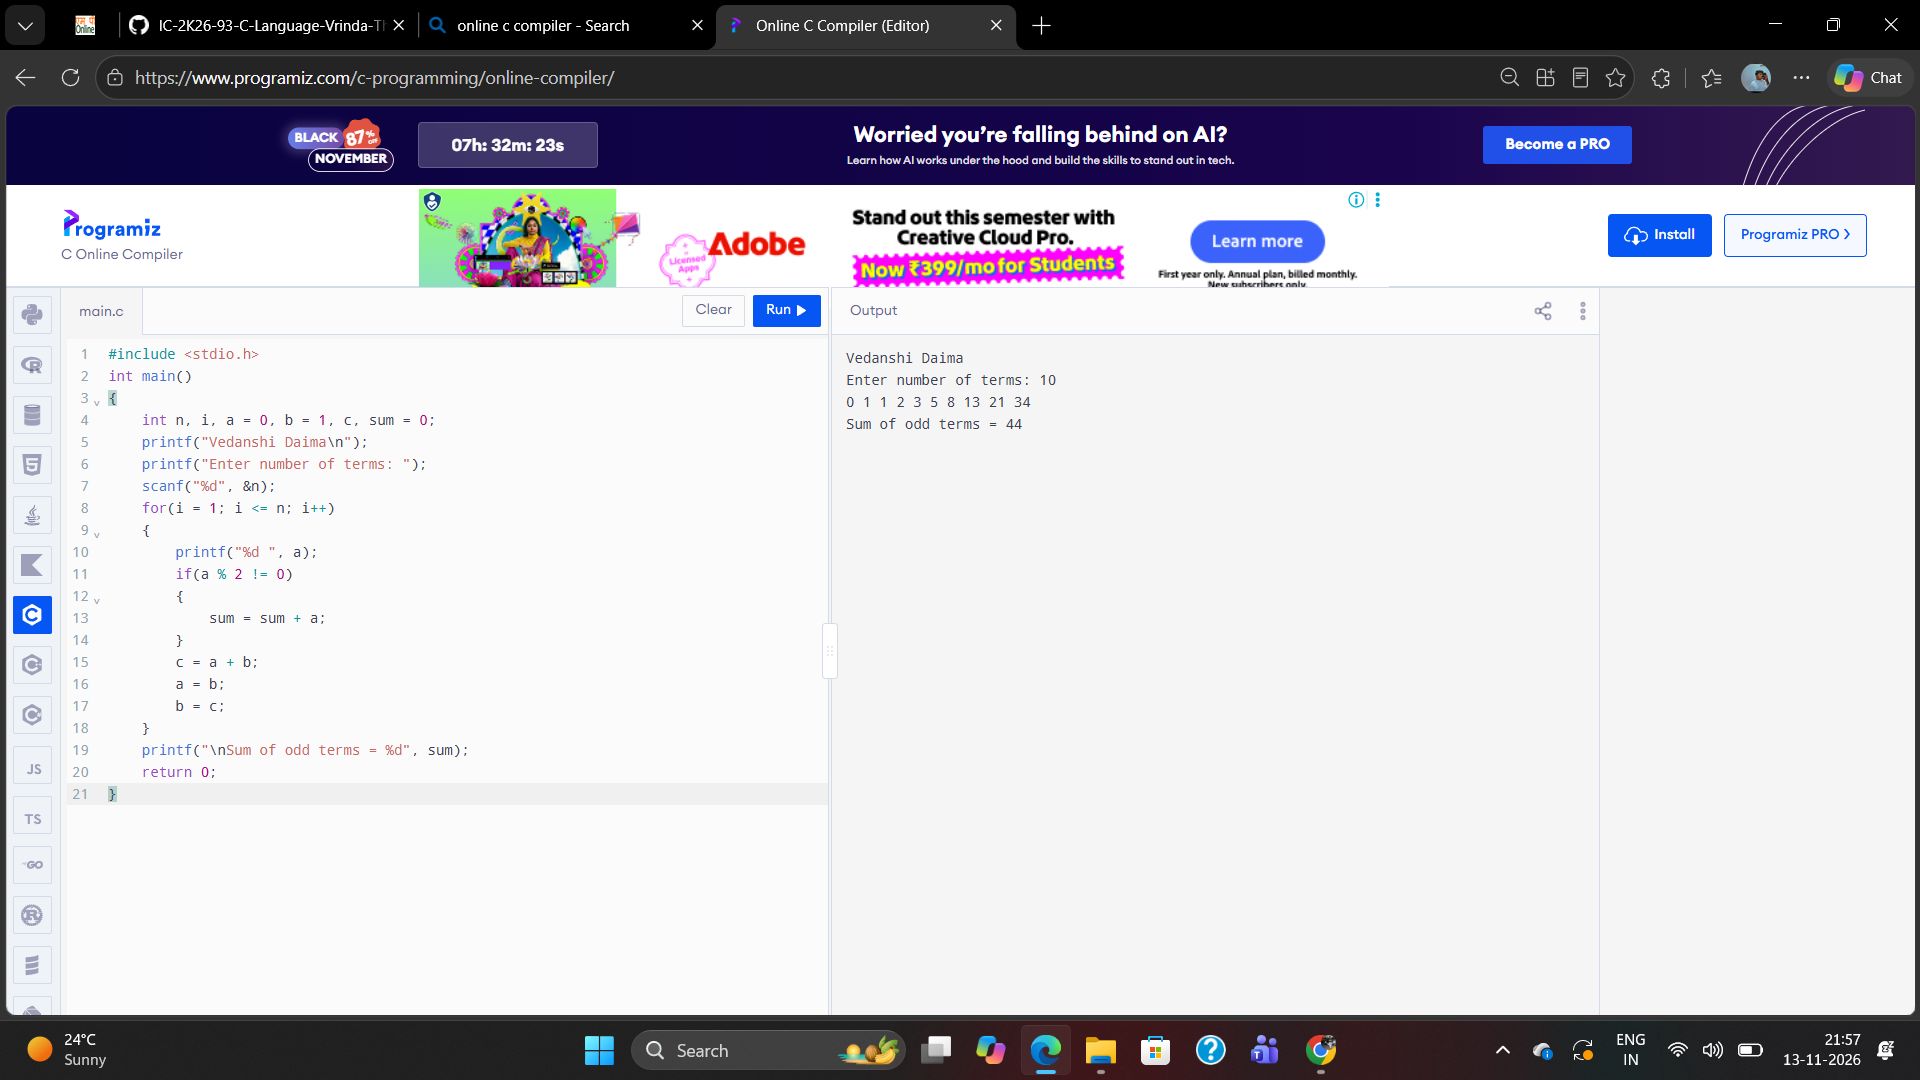 IC-2K26-93-C-Language-Vrinda-Th
online c compiler - Search
Online C Compiler (Editor)
https://www.programiz.com/c-programming/online-compiler/
Chat
BLACK 87% OFF
NOVEMBER
07h: 32m: 23s
Worried you’re falling behind on AI?
Learn how AI works under the hood and build the skills to stand out in tech.
Become a PRO
Programiz
C Online Compiler
Licensed Apps
Adobe
Stand out this semester with
Creative Cloud Pro.
Now ₹399/mo for Students
Learn more
First year only. Annual plan, billed monthly.
New subscribers only.
Install
Programiz PRO >
main.c
Clear
Run
Output
1 #include <stdio.h>
2 int main()
3 {
4 int n, i, a = 0, b = 1, c, sum = 0;
5 printf("Vedanshi Daima\n");
6 printf("Enter number of terms: ");
7 scanf("%d", &n);
8 for(i = 1; i <= n; i++)
9 {
10 printf("%d ", a);
11 if(a % 2 != 0)
12 {
13 sum = sum + a;
14 }
15 c = a + b;
16 a = b;
17 b = c;
18 }
19 printf("\nSum of odd terms = %d", sum);
20 return 0;
21 }
Vedanshi Daima
Enter number of terms: 10
0 1 1 2 3 5 8 13 21 34
Sum of odd terms = 44
JS
TS
GO
24°C
Sunny
Search
ENG
IN
21:57
13-11-2026